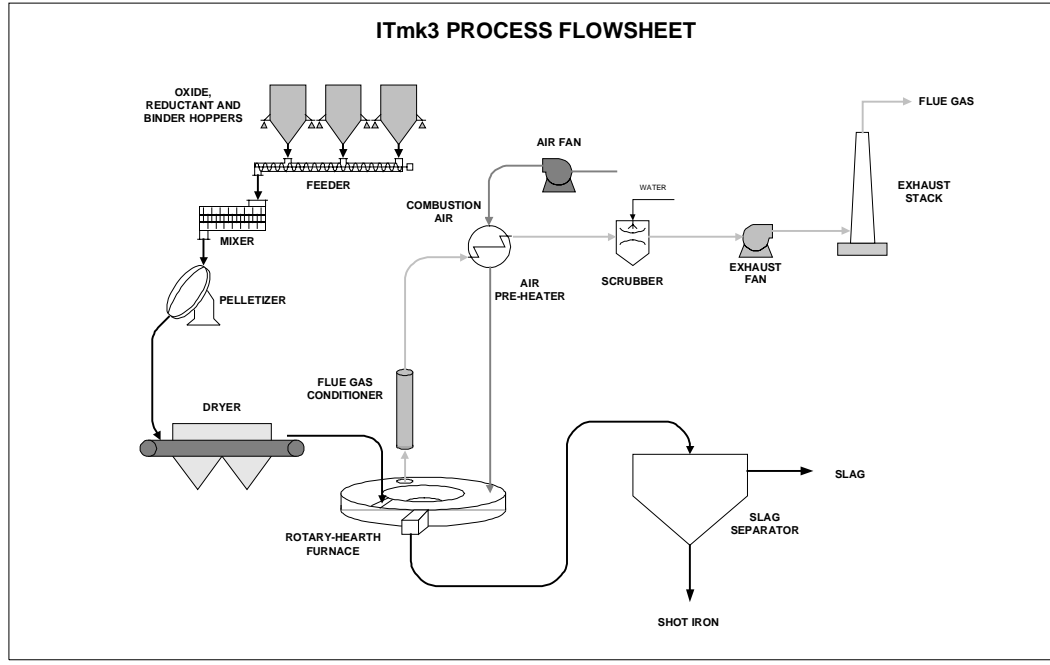 ITmk3 PROCESS FLOWSHEET
OXIDE,
REDUCTANT AND
BINDER HOPPERS
FEEDER
MIXER
PELLETIZER
DRYER
FLUE GAS
CONDITIONER
ROTARY-HEARTH
FURNACE
COMBUSTION
AIR
AIR FAN
AIR
PRE-HEATER
WATER
SCRUBBER
EXHAUST
FAN
EXHAUST
STACK
FLUE GAS
SLAG
SLAG
SEPARATOR
SHOT IRON